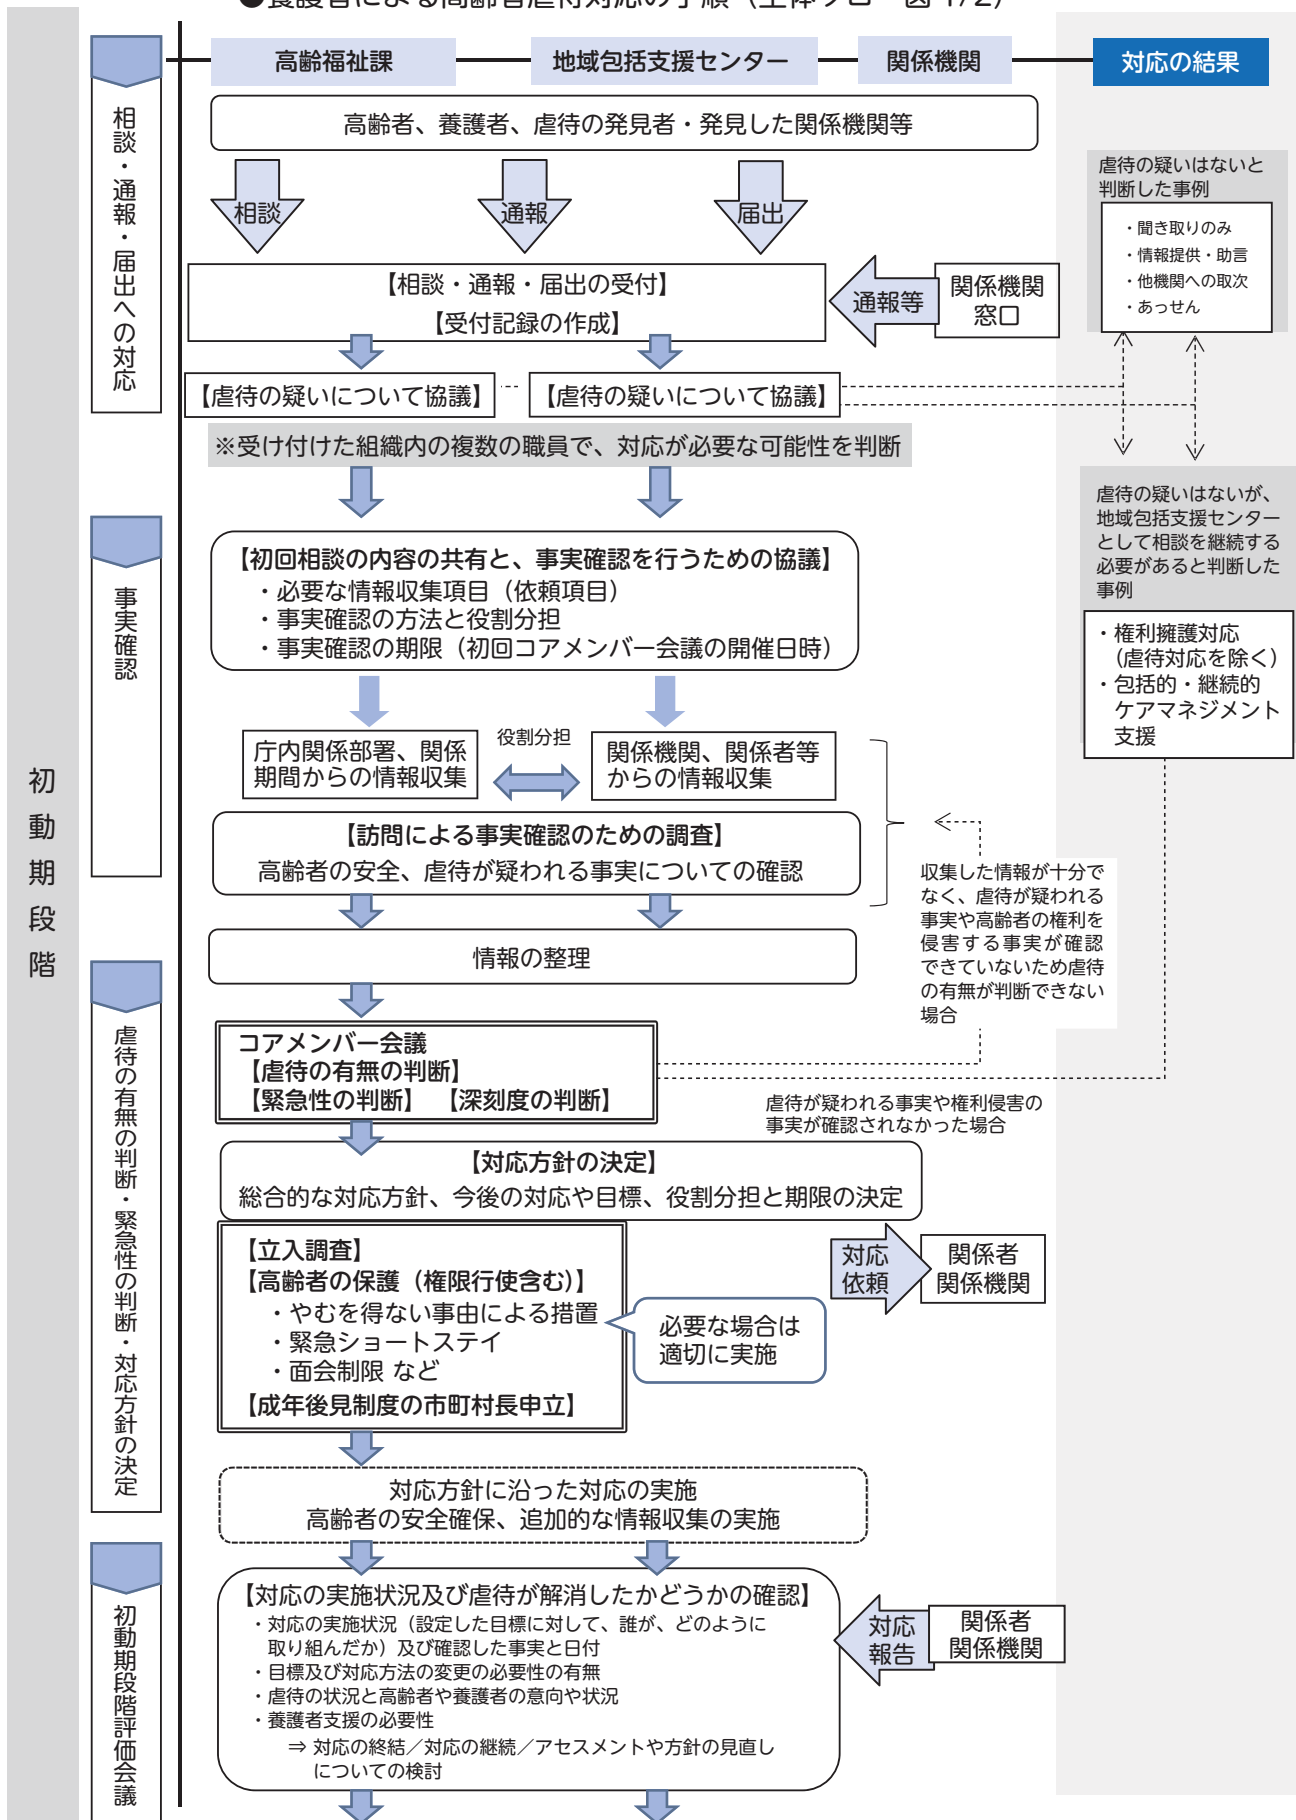 ●養護者による高齢者虐待対応の手順（全体フロー図 1/2）
高齢福祉課
地域包括支援センター
関係機関
対応の結果
相談・通報・届出への対応
高齢者、養護者、虐待の発見者・発見した関係機関等
相談
通報
届出
虐待の疑いはないと
判断した事例
・聞き取りのみ
・情報提供・助言
・他機関への取次
・あっせん
【相談・通報・届出の受付】
【受付記録の作成】
通報等
関係機関
窓口
【虐待の疑いについて協議】
【虐待の疑いについて協議】
※受け付けた組織内の複数の職員で、対応が必要な可能性を判断
虐待の疑いはないが、
地域包括支援センター
として相談を継続する
必要があると判断した
事例
・権利擁護対応
（虐待対応を除く）
・包括的・継続的
ケアマネジメント
支援
初動期段階
事実確認
【初回相談の内容の共有と、事実確認を行うための協議】
・必要な情報収集項目（依頼項目）
・事実確認の方法と役割分担
・事実確認の期限（初回コアメンバー会議の開催日時）
庁内関係部署、関係
期間からの情報収集
役割分担
関係機関、関係者等
からの情報収集
【訪問による事実確認のための調査】
高齢者の安全、虐待が疑われる事実についての確認
収集した情報が十分で
なく、虐待が疑われる
事実や高齢者の権利を
侵害する事実が確認
できていないため虐待
の有無が判断できない
場合
情報の整理
虐待の有無の判断・緊急性の判断・対応方針の決定
コアメンバー会議
【虐待の有無の判断】
【緊急性の判断】　【深刻度の判断】
虐待が疑われる事実や権利侵害の
事実が確認されなかった場合
【対応方針の決定】
総合的な対応方針、今後の対応や目標、役割分担と期限の決定
【立入調査】
【高齢者の保護（権限行使含む）】
・やむを得ない事由による措置
・緊急ショートステイ
・面会制限 など
【成年後見制度の市町村長申立】
必要な場合は
適切に実施
対応
依頼
関係者
関係機関
対応方針に沿った対応の実施
高齢者の安全確保、追加的な情報収集の実施
初動期段階評価会議
【対応の実施状況及び虐待が解消したかどうかの確認】
・対応の実施状況（設定した目標に対して、誰が、どのように
取り組んだか）及び確認した事実と日付
・目標及び対応方法の変更の必要性の有無
・虐待の状況と高齢者や養護者の意向や状況
・養護者支援の必要性
⇒ 対応の終結／対応の継続／アセスメントや方針の見直し
についての検討
対応
報告
関係者
関係機関